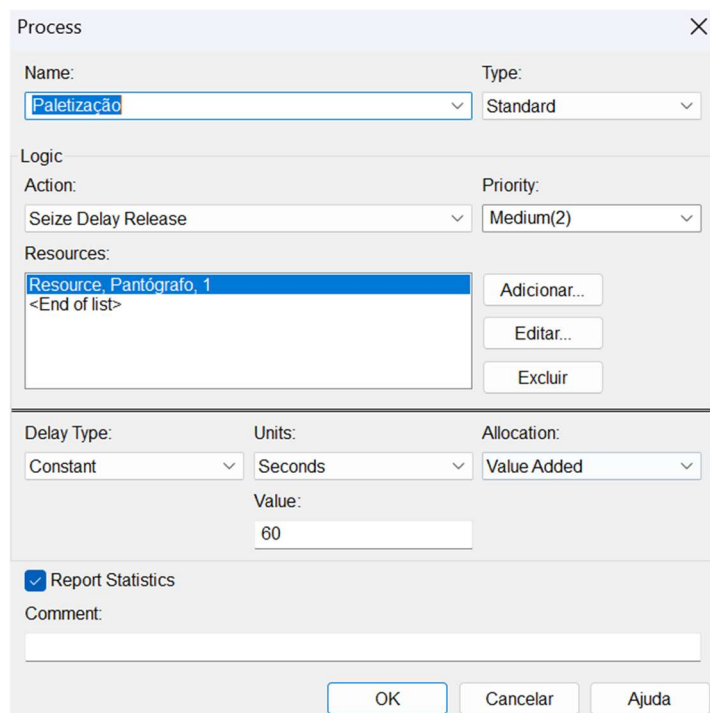 Process
Name:
Type:
Paletização
Standard
Logic
Action:
Priority:
Seize Delay Release
Medium(2)
Resources:
Resource, Pantógrafo, 1
<End of list>
Adicionar...
Editar...
Excluir
Delay Type:
Units:
Allocation:
Constant
Seconds
Value Added
Value:
60
Report Statistics
Comment:
OK
Cancelar
Ajuda